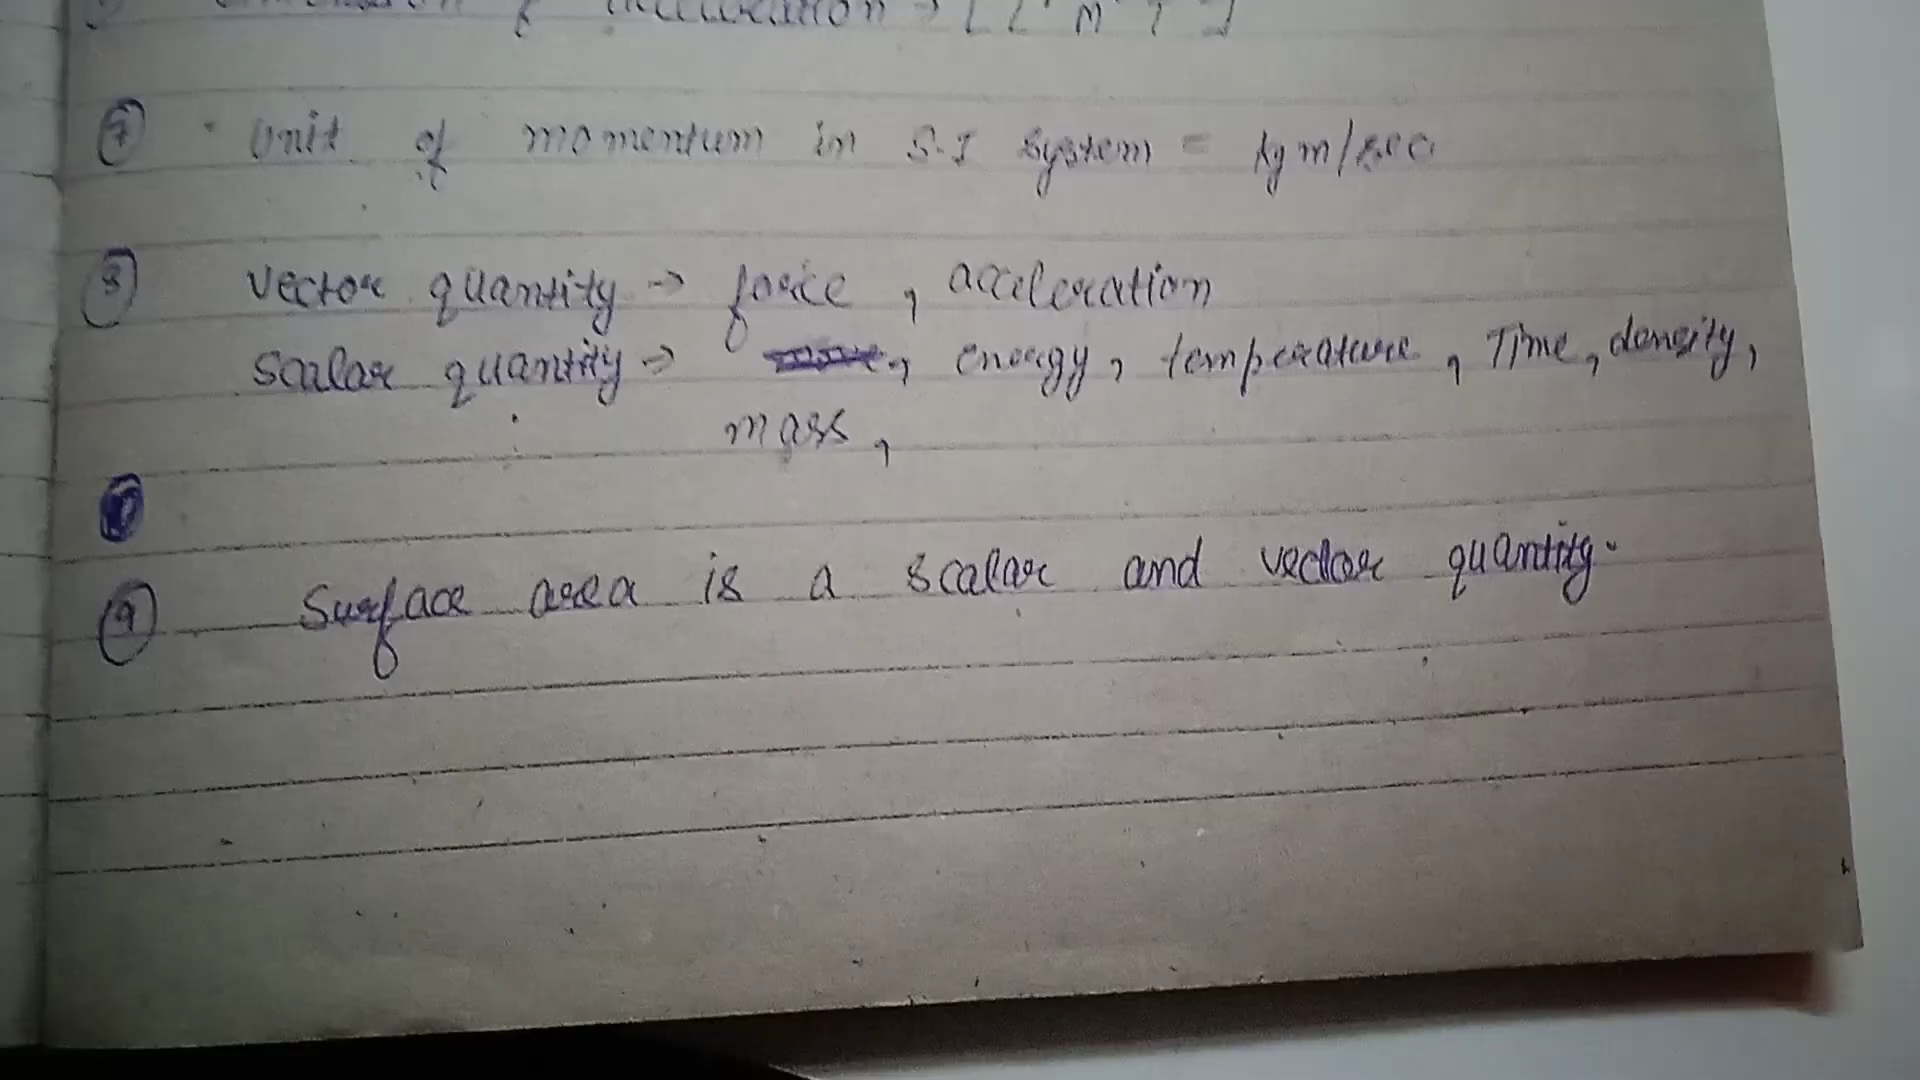 acceleration → [L M T]
7 Unit of momentum in S.I system = kg m/sec
8 vector quantity → force, acceleration
scalar quantity → , energy, temperature, Time, density,
mass,
9 Surface area is a scalar and vector quantity.